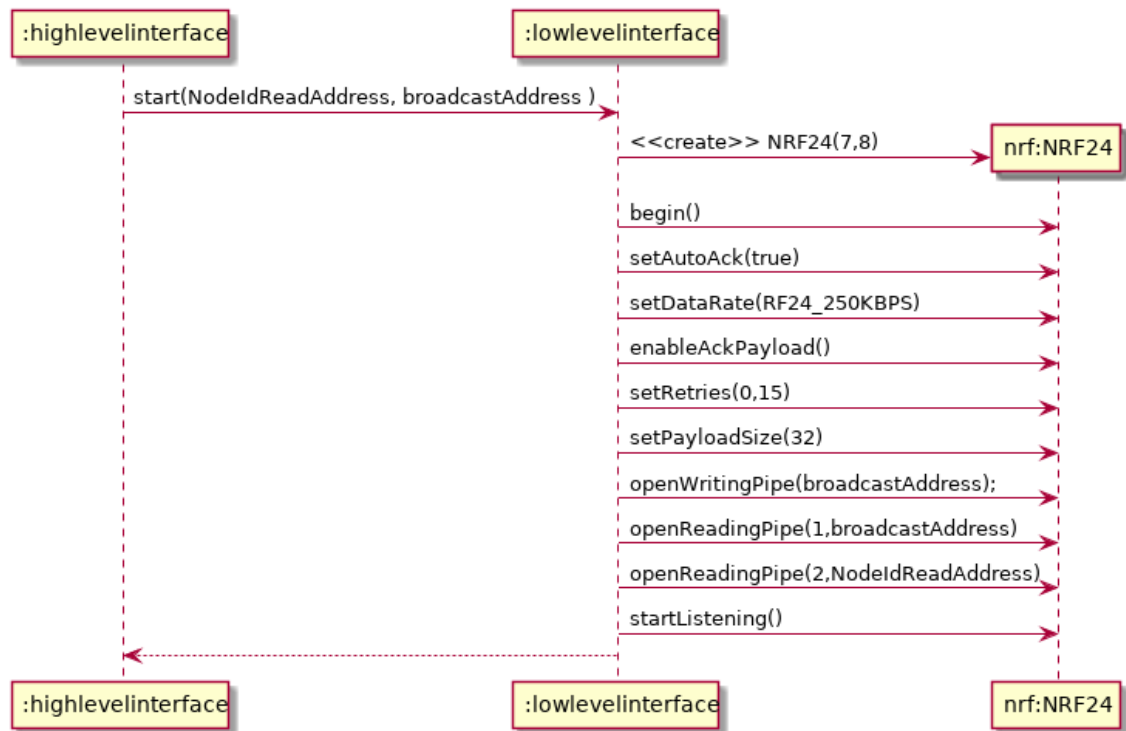 :highlevelinterface
:lowlevelinterface
start(NodeIdReadAddress, broadcastAddress )
<<create>> NRF24(7,8)
nrf:NRF24
begin()
setAutoAck(true)
setDataRate(RF24_250KBPS)
enableAckPayload()
setRetries(0,15)
setPayloadSize(32)
openWritingPipe(broadcastAddress);
openReadingPipe(1,broadcastAddress)
openReadingPipe(2,NodeIdReadAddress)
startListening()
:highlevelinterface
:lowlevelinterface
nrf:NRF24